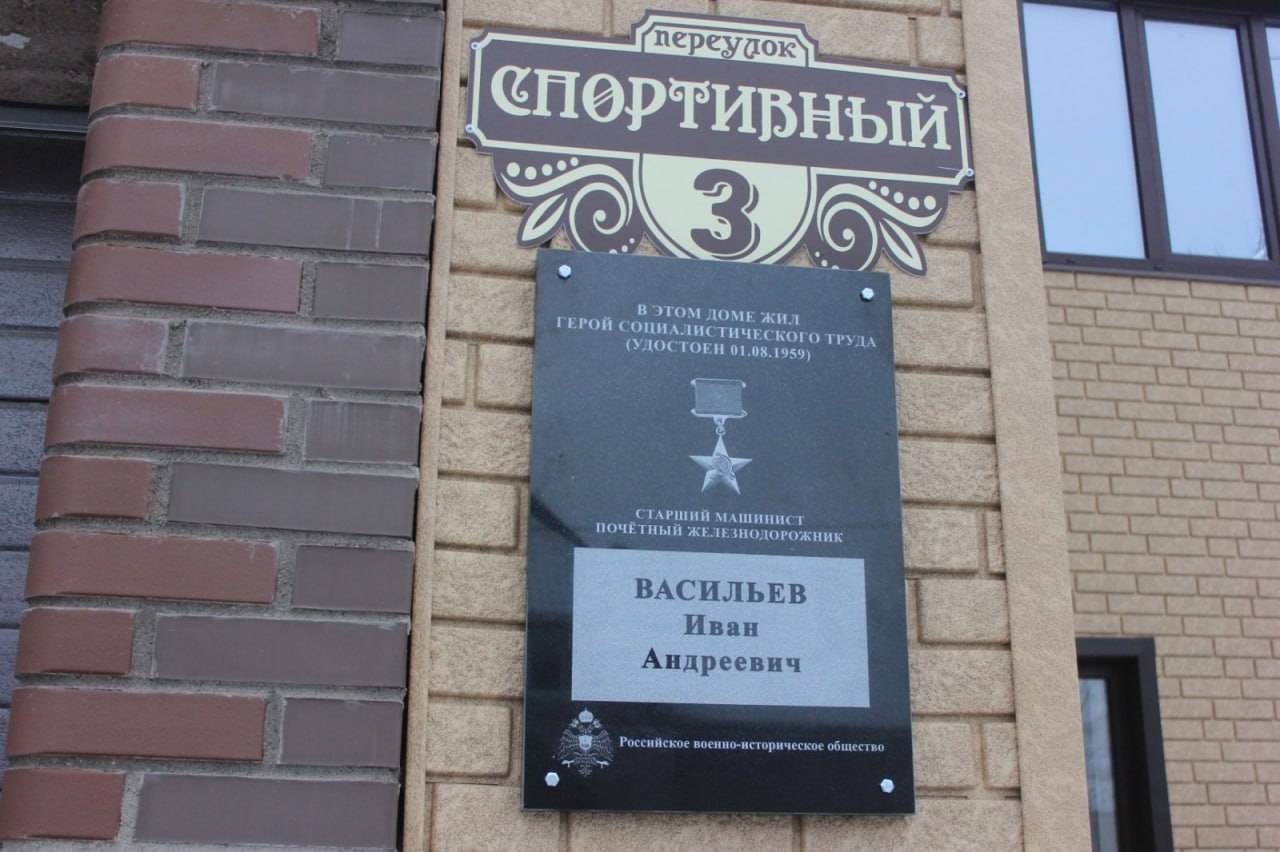 переулок
СПОРТИВНЫЙ
3
В ЭТОМ ДОМЕ ЖИЛ
ГЕРОЙ СОЦИАЛИСТИЧЕСКОГО ТРУДА
(УДОСТОЕН 01.08.1959)
СТАРШИЙ МАШИНИСТ
ПОЧЁТНЫЙ ЖЕЛЕЗНОДОРОЖНИК
ВАСИЛЬЕВ
Иван
Андреевич
Российское военно-историческое общество